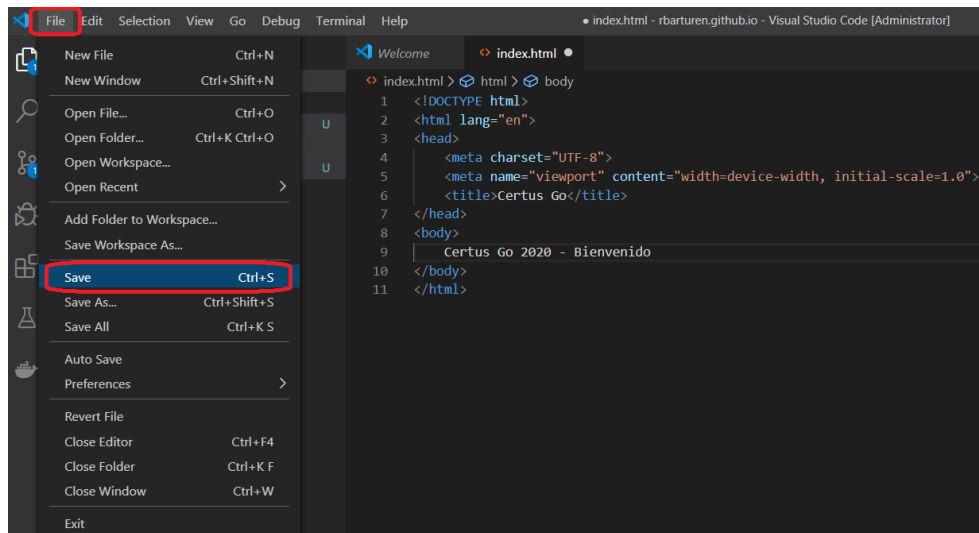 File Edit Selection View Go Debug Terminal Help ● index.html - rbarturen.github.io - Visual Studio Code [Administrator]
New File Ctrl+N
New Window Ctrl+Shift+N
Open File... Ctrl+O
Open Folder... Ctrl+K Ctrl+O
Open Workspace...
Open Recent >
Add Folder to Workspace...
Save Workspace As...
Save Ctrl+S
Save As... Ctrl+Shift+S
Save All Ctrl+K S
Auto Save
Preferences >
Revert File
Close Editor Ctrl+F4
Close Folder Ctrl+K F
Close Window Ctrl+W
Exit
1
1
U
U
Welcome index.html ●
index.html > html > body
1 <!DOCTYPE html>
2 <html lang="en">
3 <head>
4 <meta charset="UTF-8">
5 <meta name="viewport" content="width=device-width, initial-scale=1.0">
6 <title>Certus Go</title>
7 </head>
8 <body>
9 Certus Go 2020 - Bienvenido
10 </body>
11 </html>